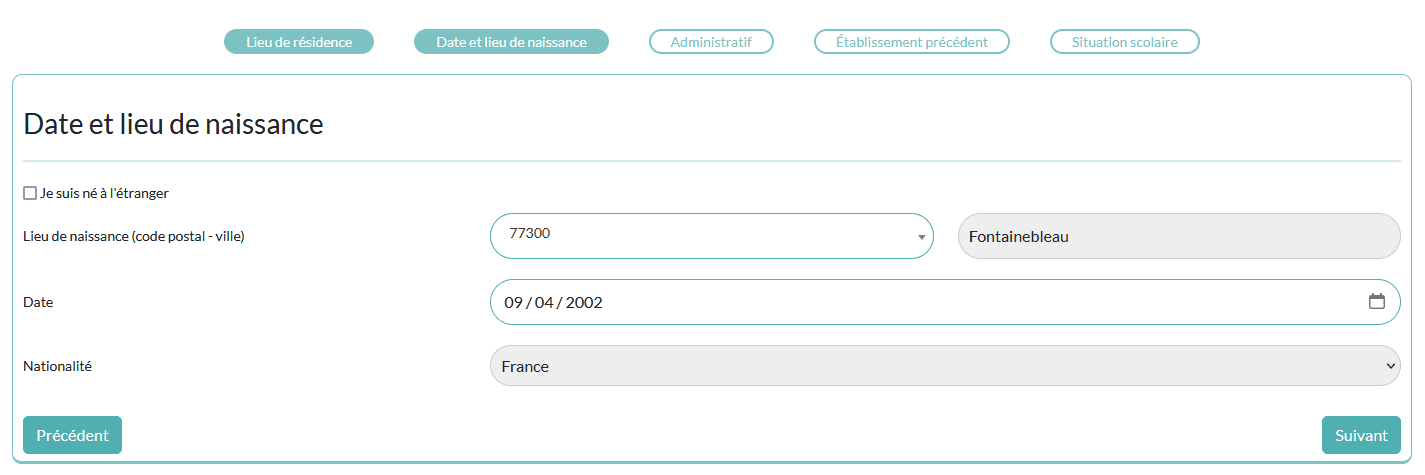 Lieu de résidence
Date et lieu de naissance
Administratif
Établissement précédent
Situation scolaire
Date et lieu de naissance
Je suis né à l'étranger
Lieu de naissance (code postal - ville)
77300
Fontainebleau
Date
09 / 04 / 2002
Nationalité
France
Précédent
Suivant